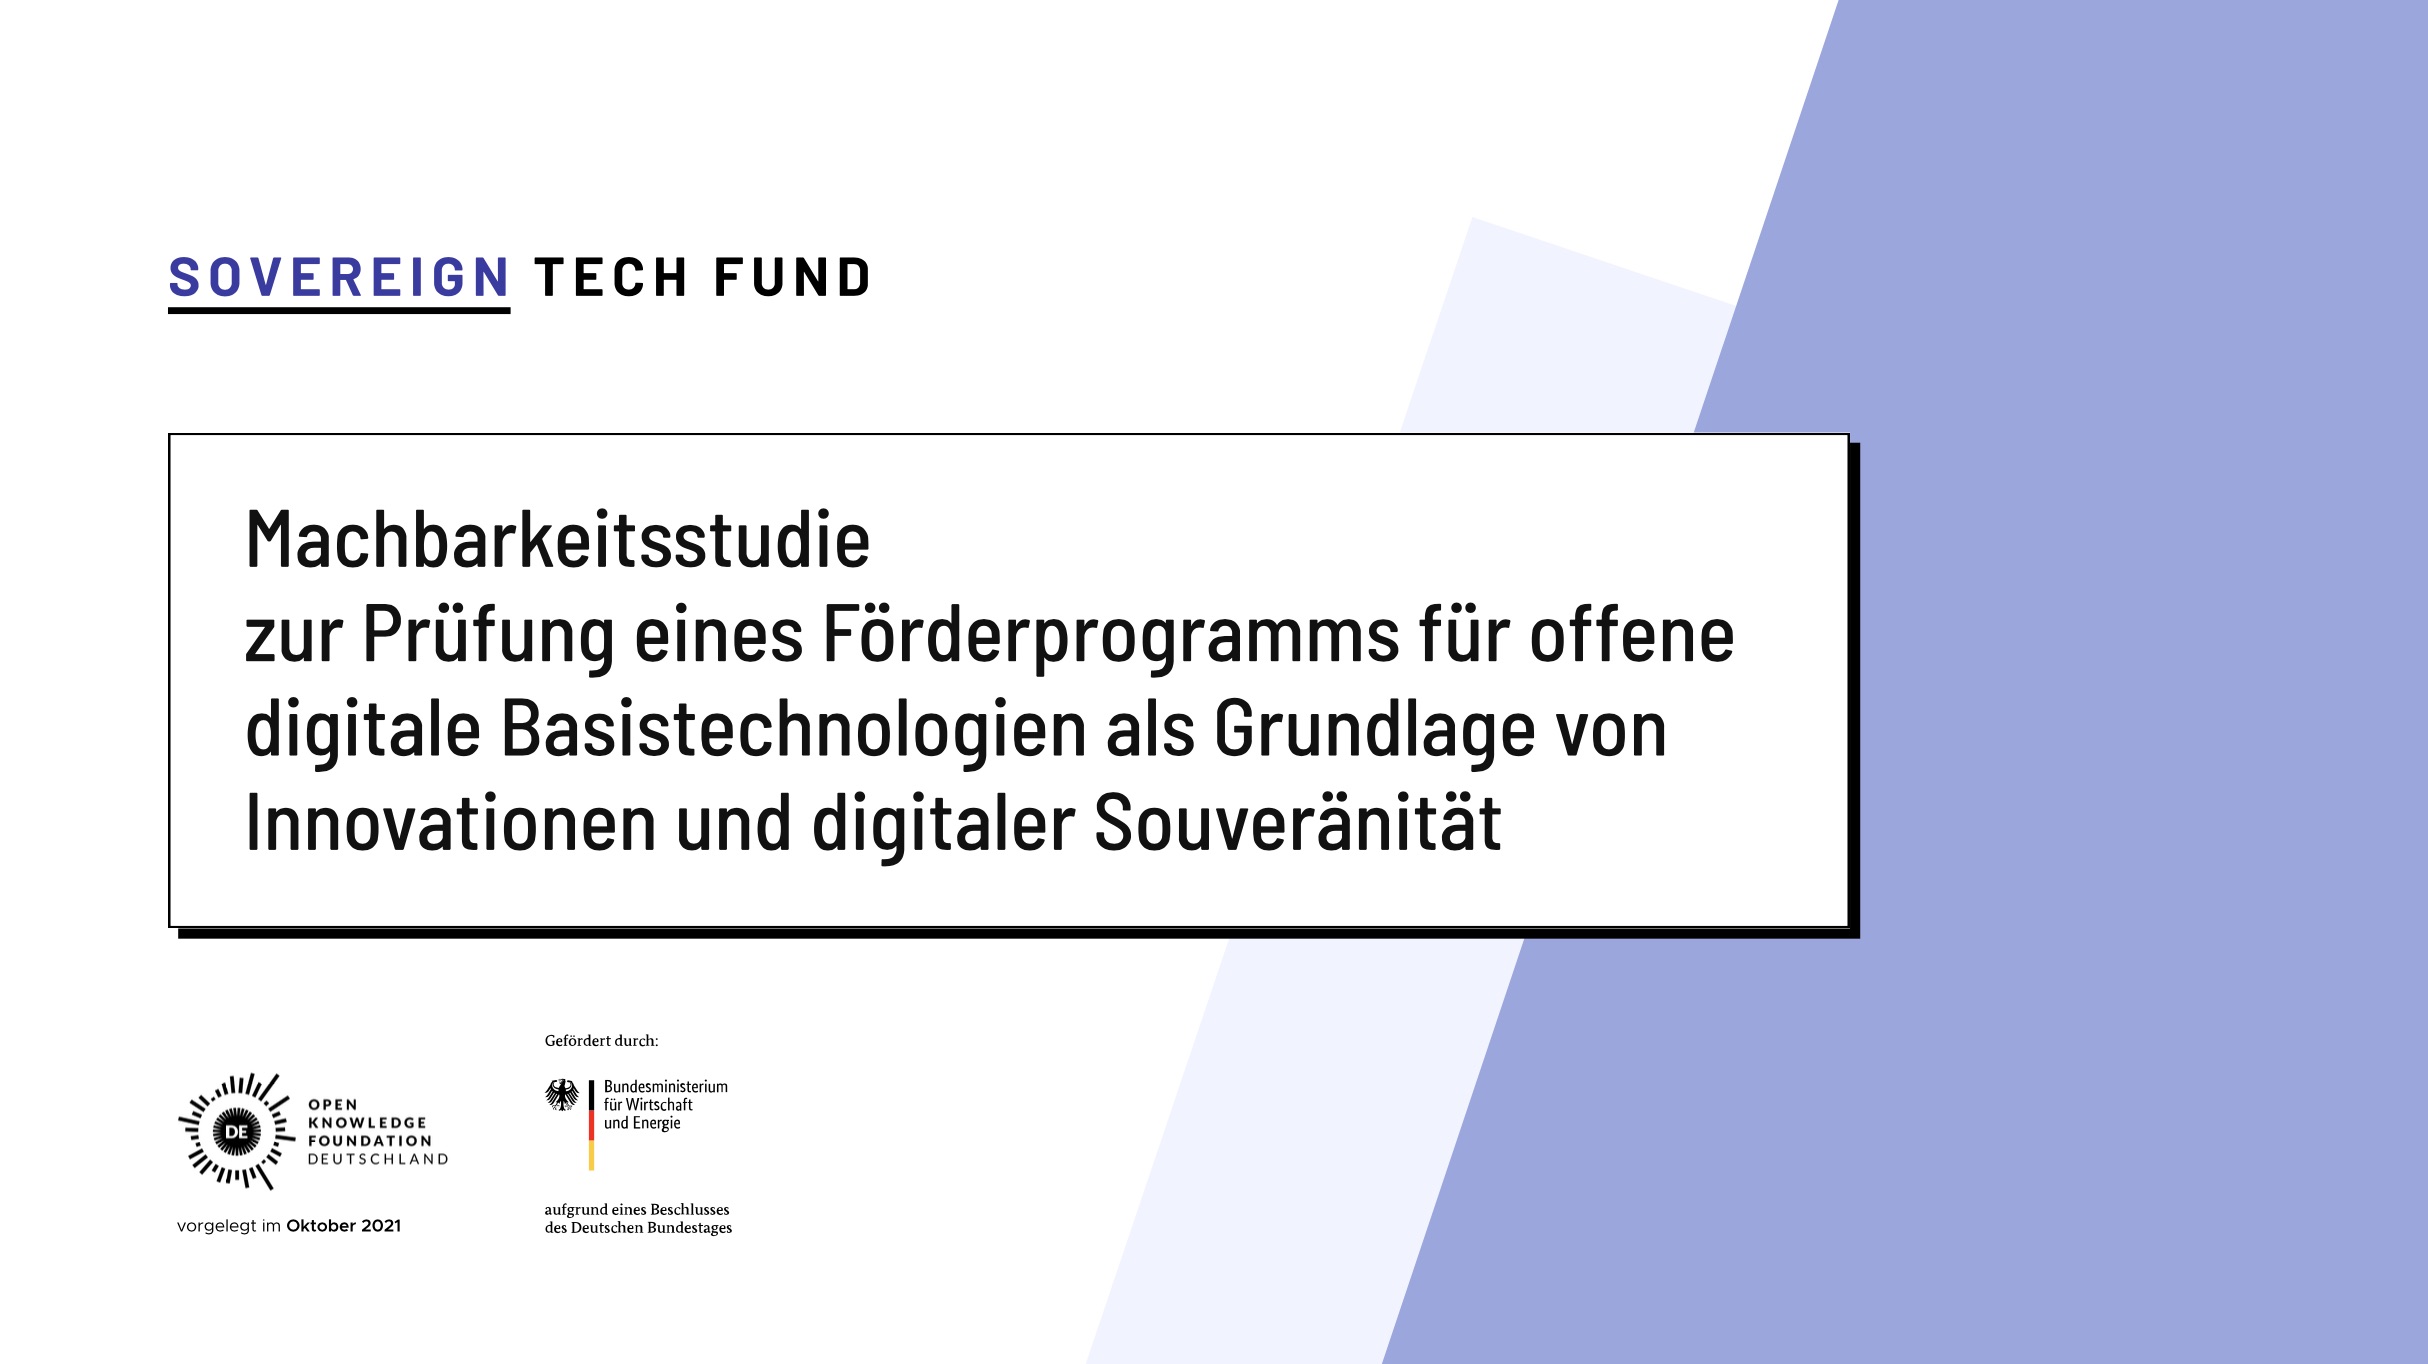 SOVEREIGN TECH FUND
Machbarkeitsstudie
zur Prüfung eines Förderprogramms für offene
digitale Basistechnologien als Grundlage von
Innovationen und digitaler Souveränität
DE
OPEN
KNOWLEDGE
FOUNDATION
DEUTSCHLAND
vorgelegt im Oktober 2021
Gefördert durch:
Bundesministerium
für Wirtschaft
und Energie
aufgrund eines Beschlusses
des Deutschen Bundestages